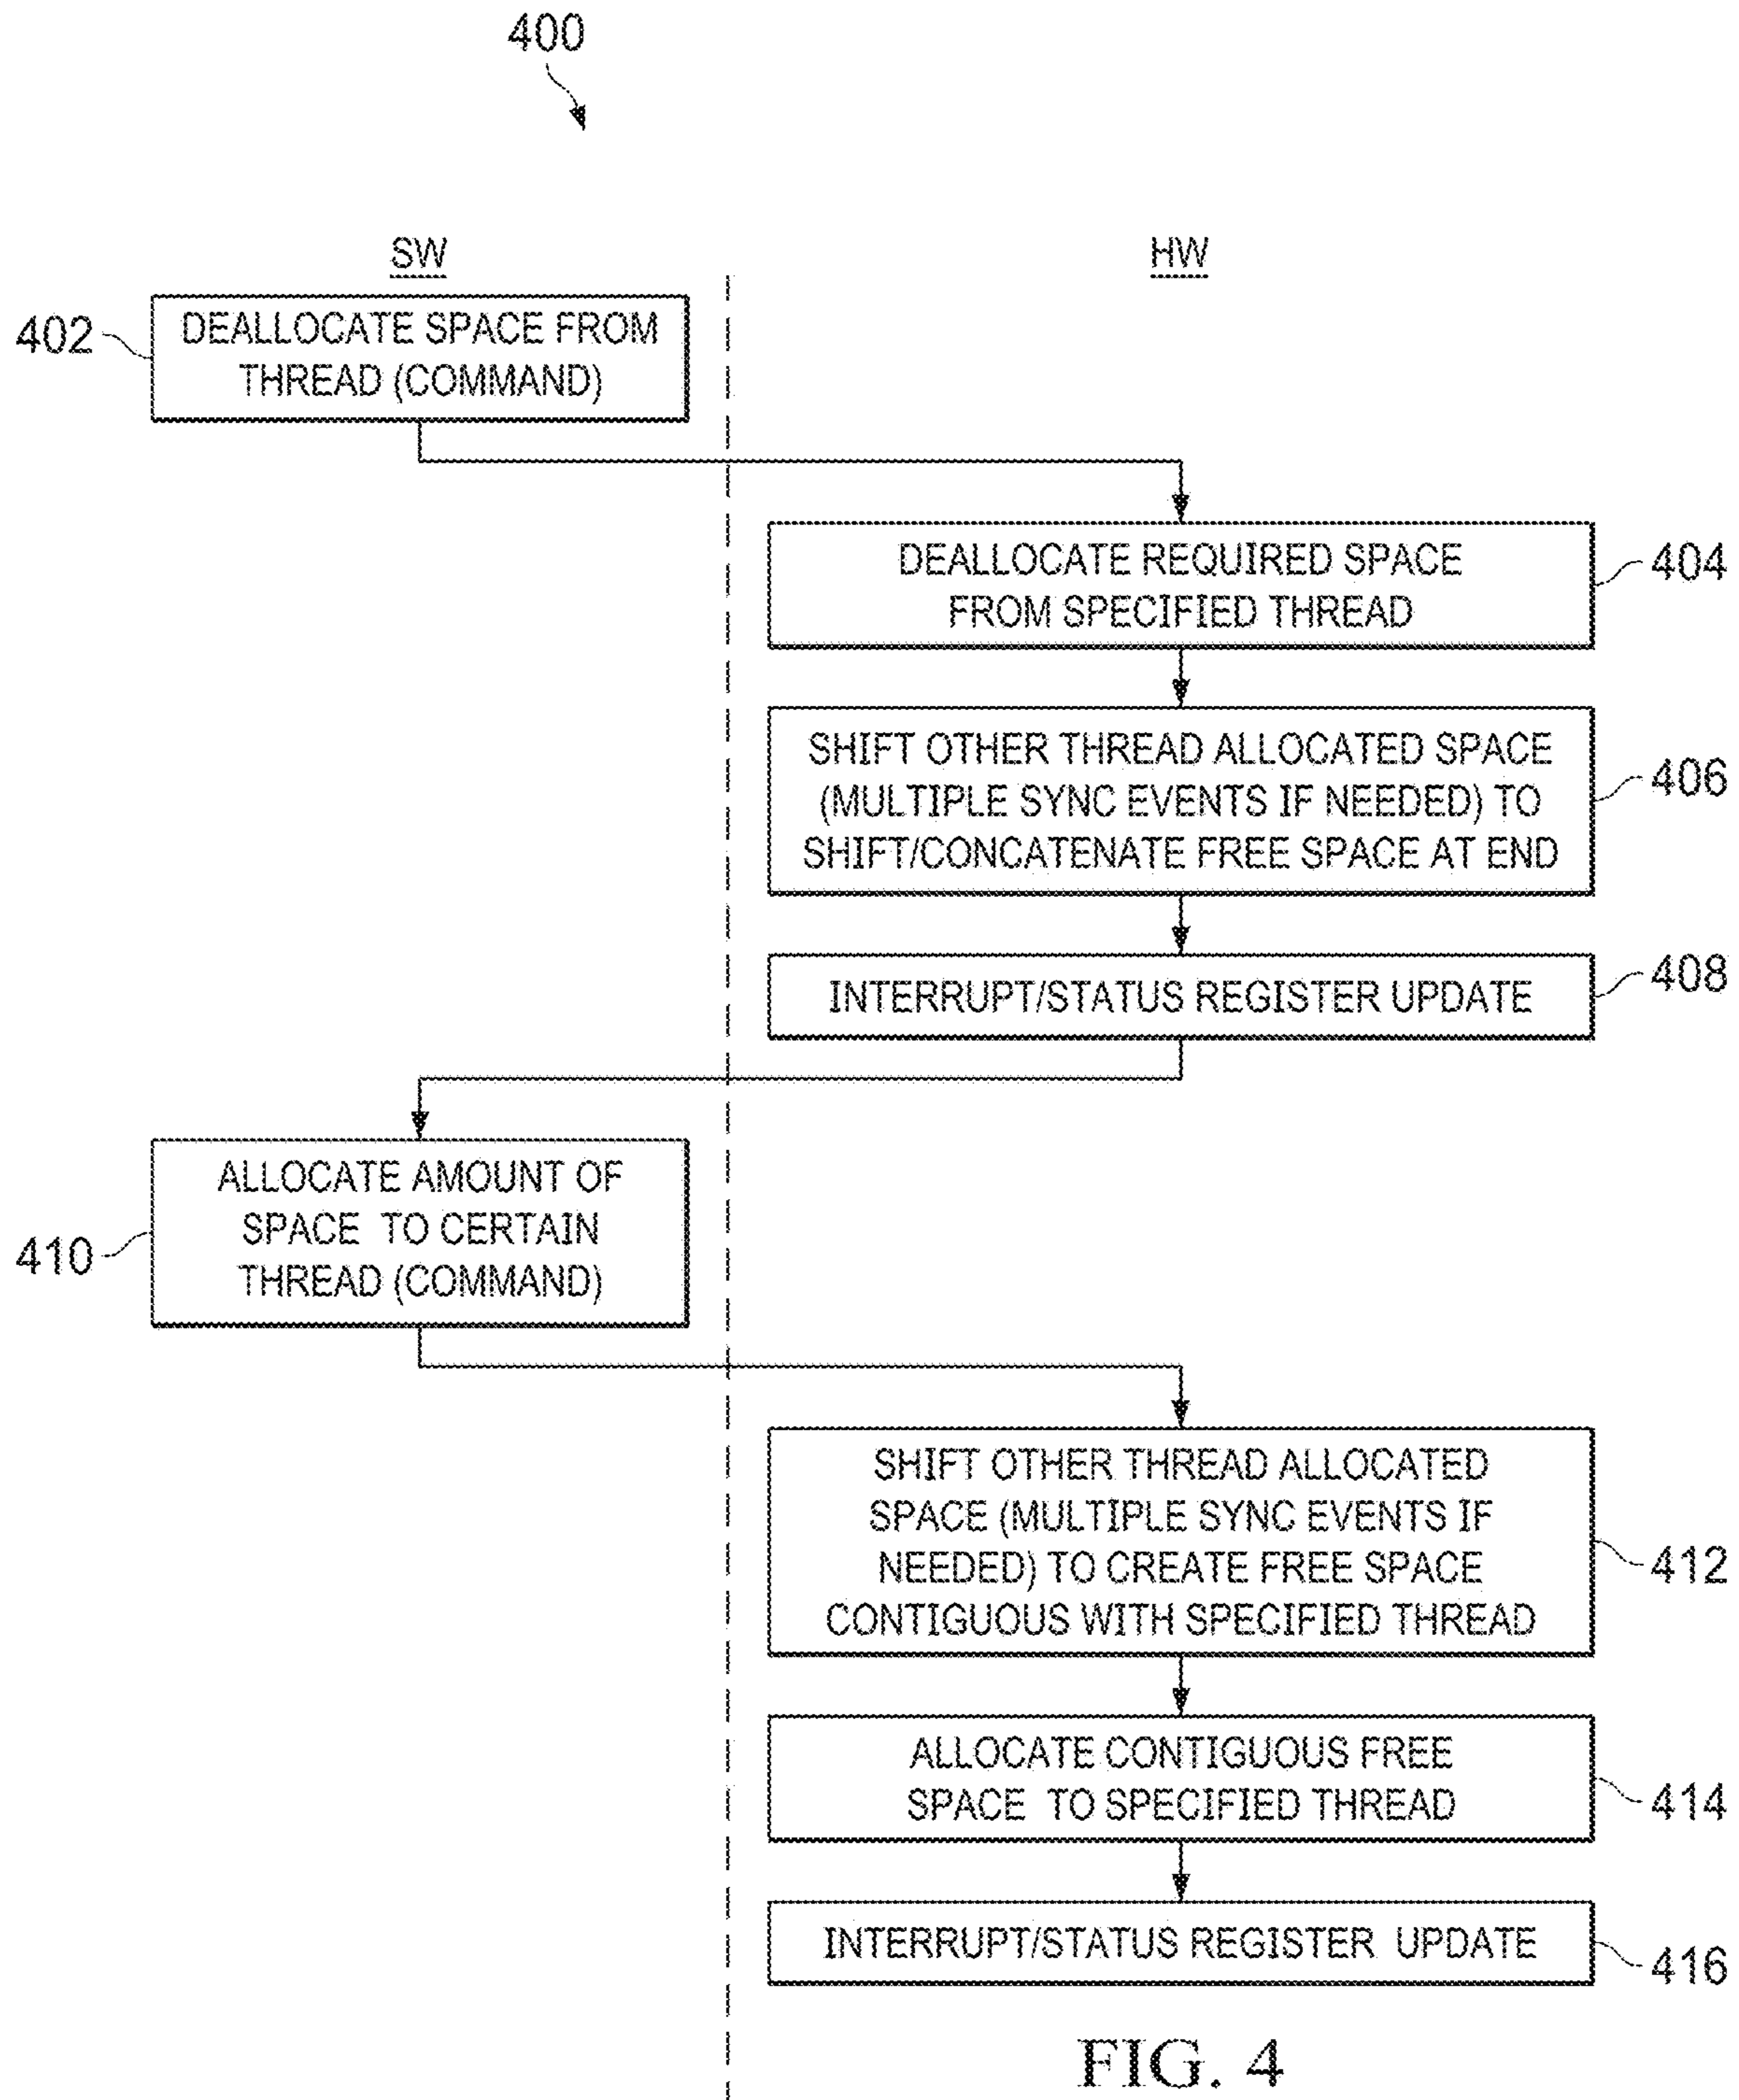 400
SW
HW
402
DEALLOCATE SPACE FROM
THREAD (COMMAND)
DEALLOCATE REQUIRED SPACE
FROM SPECIFIED THREAD
404
SHIFT OTHER THREAD ALLOCATED SPACE
(MULTIPLE SYNC EVENTS IF NEEDED) TO
SHIFT/CONCATENATE FREE SPACE AT END
406
INTERRUPT/STATUS REGISTER UPDATE
408
410
ALLOCATE AMOUNT OF
SPACE TO CERTAIN
THREAD (COMMAND)
SHIFT OTHER THREAD ALLOCATED
SPACE (MULTIPLE SYNC EVENTS IF
NEEDED) TO CREATE FREE SPACE
CONTIGUOUS WITH SPECIFIED THREAD
412
ALLOCATE CONTIGUOUS FREE
SPACE TO SPECIFIED THREAD
414
INTERRUPT/STATUS REGISTER UPDATE
416
FIG. 4